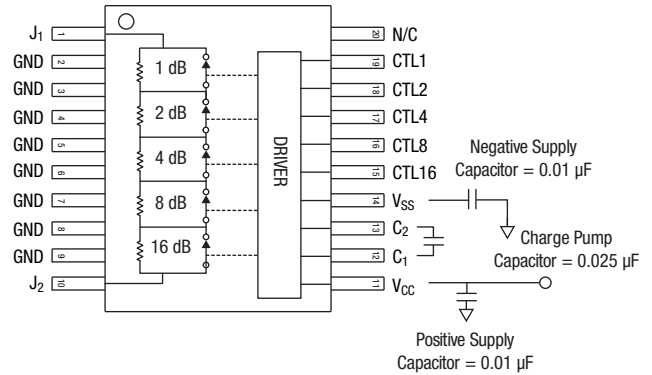 J1
1
GND
2
GND
3
GND
4
GND
5
GND
6
GND
7
GND
8
GND
9
J2
10
1 dB
2 dB
4 dB
8 dB
16 dB
DRIVER
20
N/C
19
CTL1
18
CTL2
17
CTL4
16
CTL8
15
CTL16
14
VSS
13
C2
12
C1
11
VCC
Negative Supply
Capacitor = 0.01 µF
Charge Pump
Capacitor = 0.025 µF
Positive Supply
Capacitor = 0.01 µF